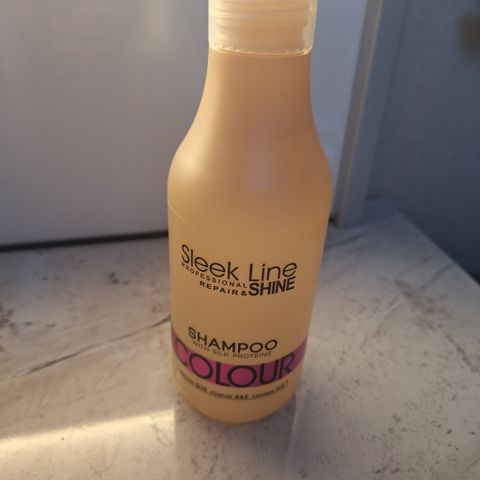 Sleek Line
PROFESSIONAL
REPAIR& SHINE
SHAMPOO
WITH SILK PROTEINS
COLOUR